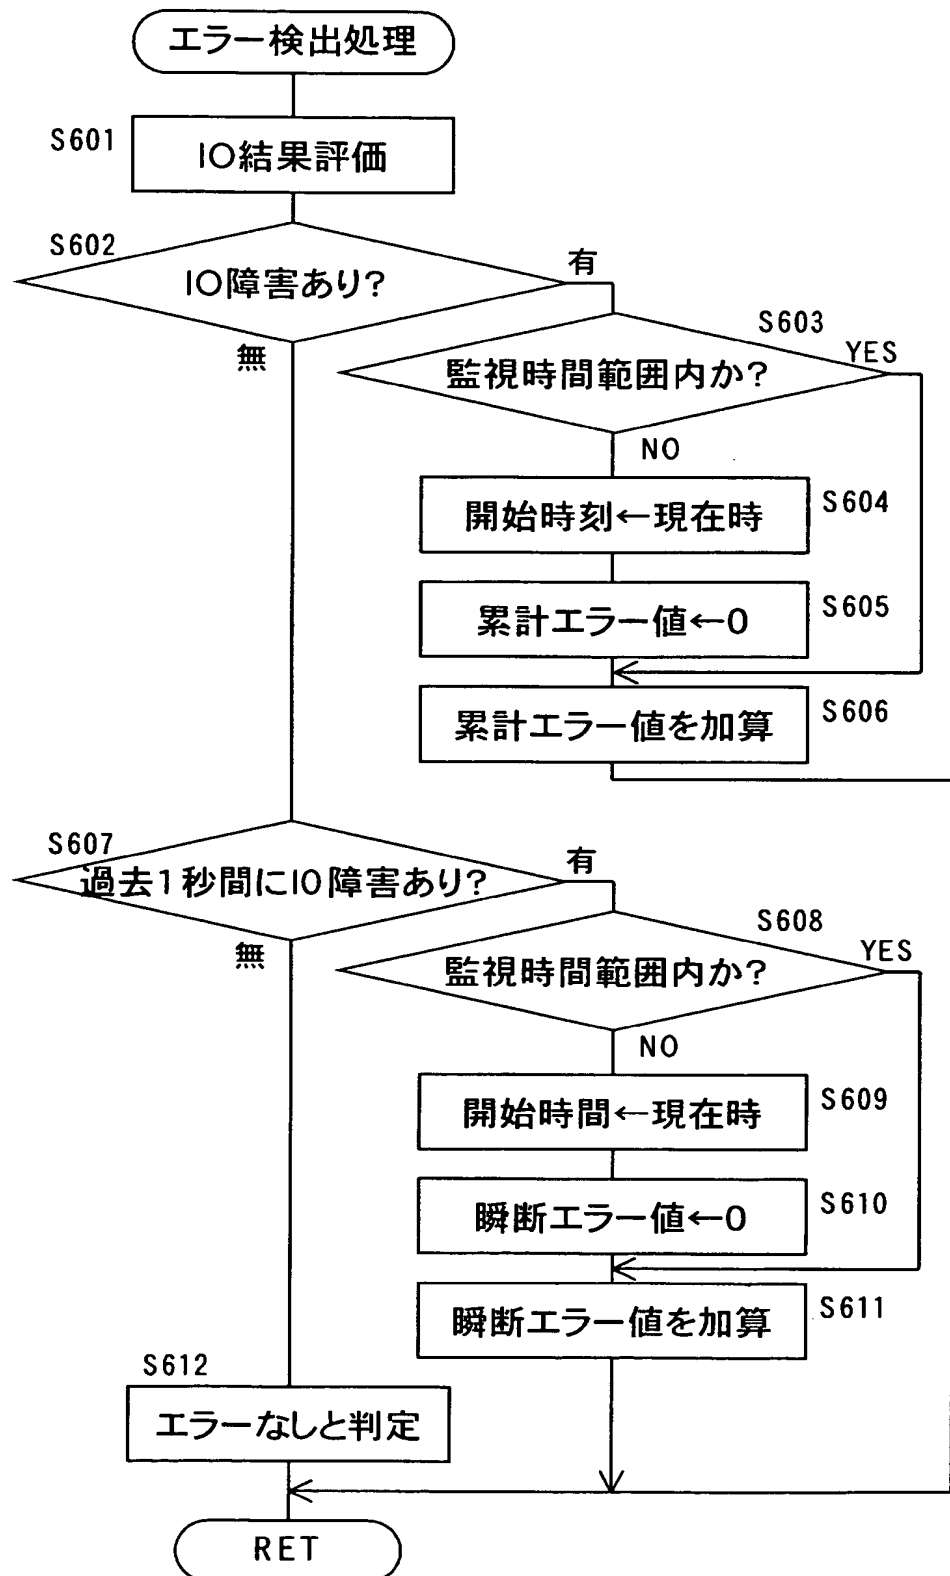 エラー検出処理
S601
IO結果評価
S602
IO障害あり?
有
無
S603
監視時間範囲内か?
YES
NO
開始時刻←現在時
S604
累計エラー値←0
S605
累計エラー値を加算
S606
S607
過去1秒間にIO障害あり?
有
無
S608
監視時間範囲内か?
YES
NO
開始時間←現在時
S609
瞬断エラー値←0
S610
瞬断エラー値を加算
S611
S612
エラーなしと判定
RET